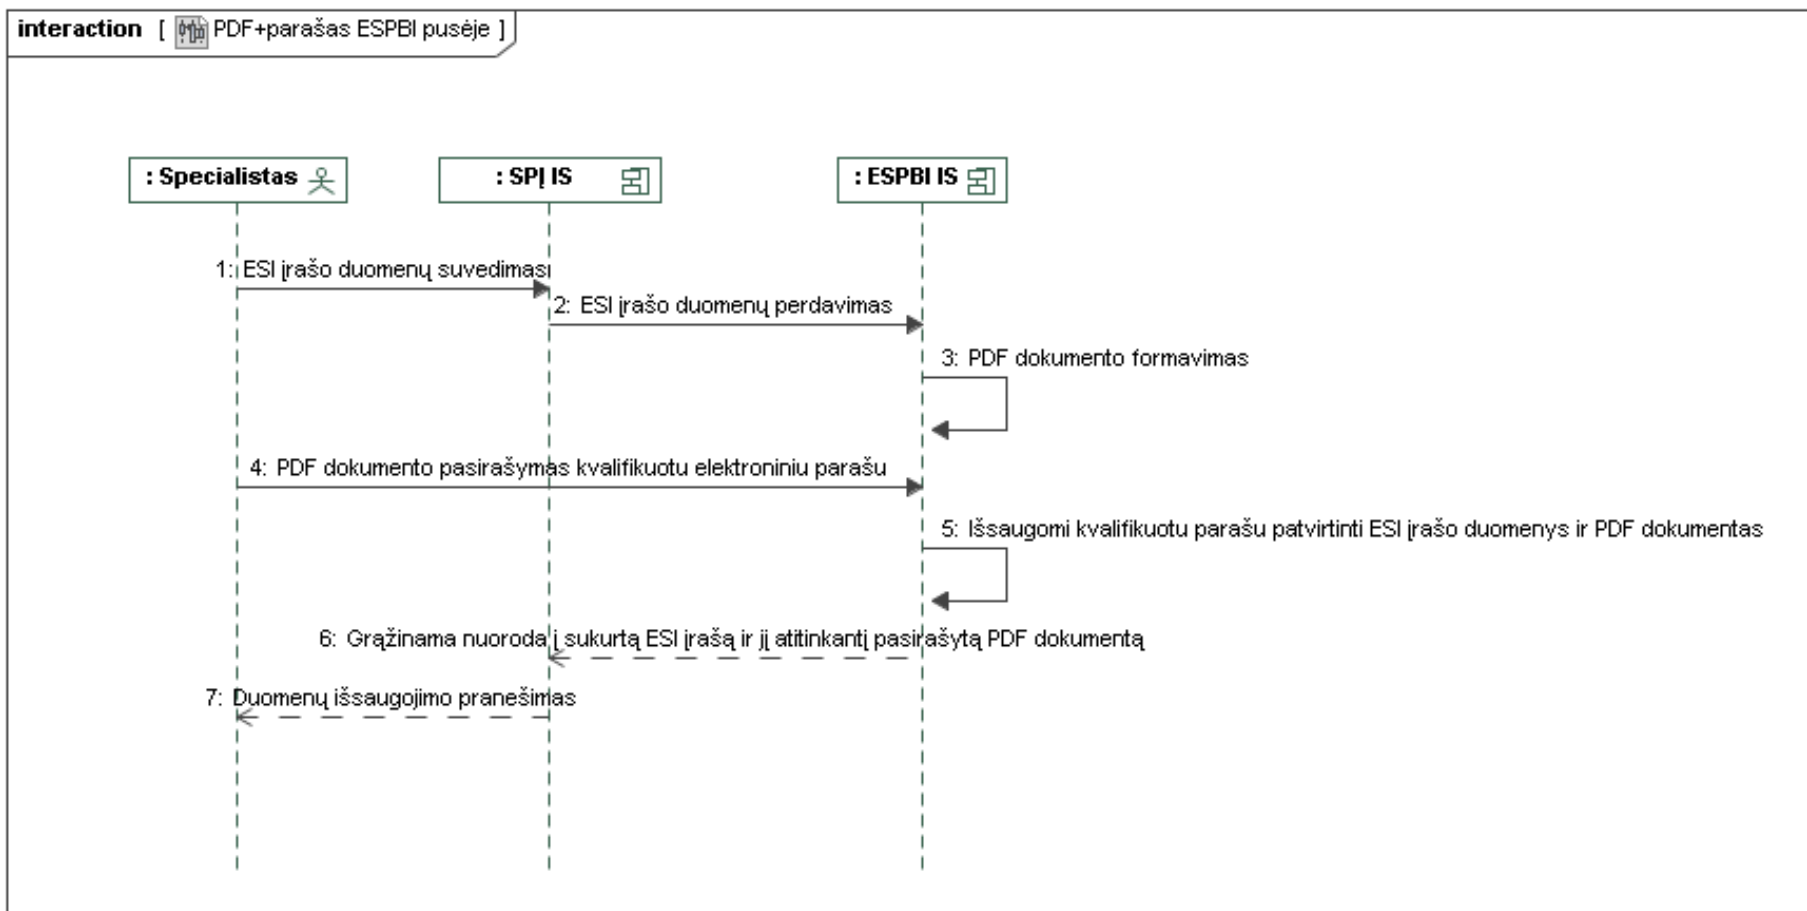 interaction [ PDF+parašas ESPBI pusėje ]
: Specialistas
: SPĮ IS
: ESPBI IS
1: ESI įrašo duomenų suvedimas
2: ESI įrašo duomenų perdavimas
3: PDF dokumento formavimas
4: PDF dokumento pasirašymas kvalifikuotu elektroniniu parašu
5: Išsaugomi kvalifikuotu parašu patvirtinti ESI įrašo duomenys ir PDF dokumentas
6: Grąžinama nuoroda į sukurtą ESI įrašą ir jį atitinkantį pasirašytą PDF dokumentą
7: Duomenų išsaugojimo pranešimas